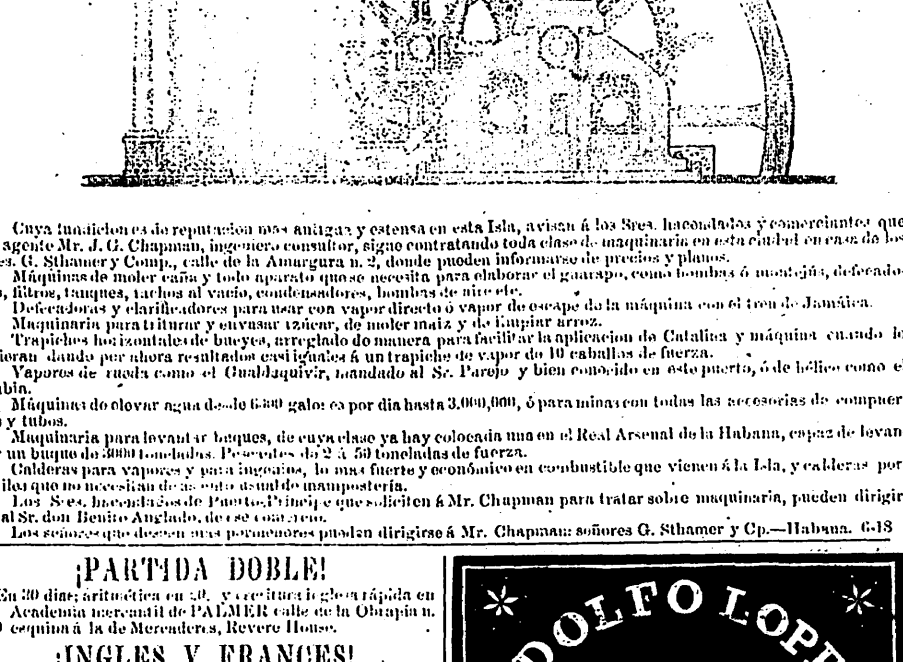 Cuya fundicion es de reputacion mas antigua y estensa en esta Isla, avisan á los Sres. hacendados y comerciantes que
agente Mr. J. G. Chapman, ingeniero consultor, sigue contratando toda clase de maquinaria en esta ciudad en casa de los
es. G. Sthamer y Comp., calle de la Amargura n. 2, donde pueden informarse de precios y planos.
Máquinas de moler caña y todo aparato que se necesita para elaborar el guarapo, como bombas ó montejús, defecado-
s, filtros, tanques, tachos al vacio, condensadores, bombas de aire etc.
Defecadoras y clarificadores para usar con vapor directo ó vapor de escape de la máquina con el tren de Jamáica.
Maquinaria para triturar y envasar azúcar, de moler maiz y de limpiar arroz.
Trapiches horizontales de bueyes, arreglado de manera para facilitar la aplicacion de Catalina y máquina cuando l
ieran dando por ahora resultados casi iguales á un trapiche de vapor de 10 caballos de fuerza.
Vapores de rueda como el Guadalquivir, mandado al Sr. Parejo y bien conocido en este puerto, ó de hélice como el
ubin.
Máquinas de elevar agua desde galones por dia hasta 3.000,000, ó para minas con todas las accesorias de compuer
s y tubos.
Maquinaria para levantar buques, de cuya clase ya hay colocada una en el Real Arsenal de la Habana, capaz de levan-
r un buque de 3000 toneladas. Pescantes de 2 á 50 toneladas de fuerza.
Calderas para vapores y para ingenios, lo mas fuerte y económico en combustible que vienen á la Isla, y calderas por
iles que no necesitan de asiento usual de mampostería.
Los Sres. hacendados de Puerto-Príncipe que soliciten á Mr. Chapman para tratar sobre maquinaria, pueden dirigir
al Sr. don Benito Anglado, de ese comercio.
Los señores que deseen mas pormenores pueden dirigirse á Mr. Chapman: señores G. Sthamer y Cp.—Habana. 6-18
¡PARTIDA DOBLE!
En 30 dias; aritmética en 20, y escritura inglesa rápida en
Academia mercantil de PALMER calle de la Obrapia n.
esquina á la de Mercaderes, Revere House.
¡INGLES Y FRANCES!
DOLFO LOPE